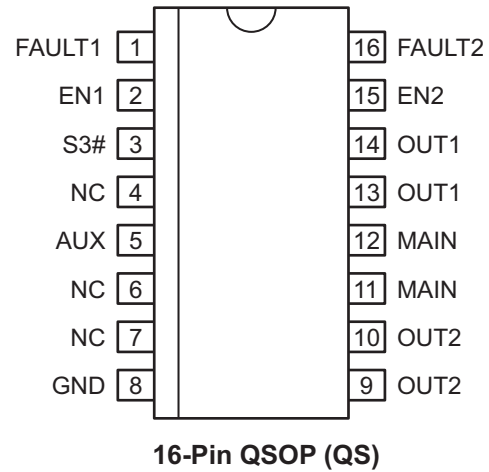 FAULT1 1 16 FAULT2
EN1 2 15 EN2
S3# 3 14 OUT1
NC 4 13 OUT1
AUX 5 12 MAIN
NC 6 11 MAIN
NC 7 10 OUT2
GND 8 9 OUT2
16-Pin QSOP (QS)